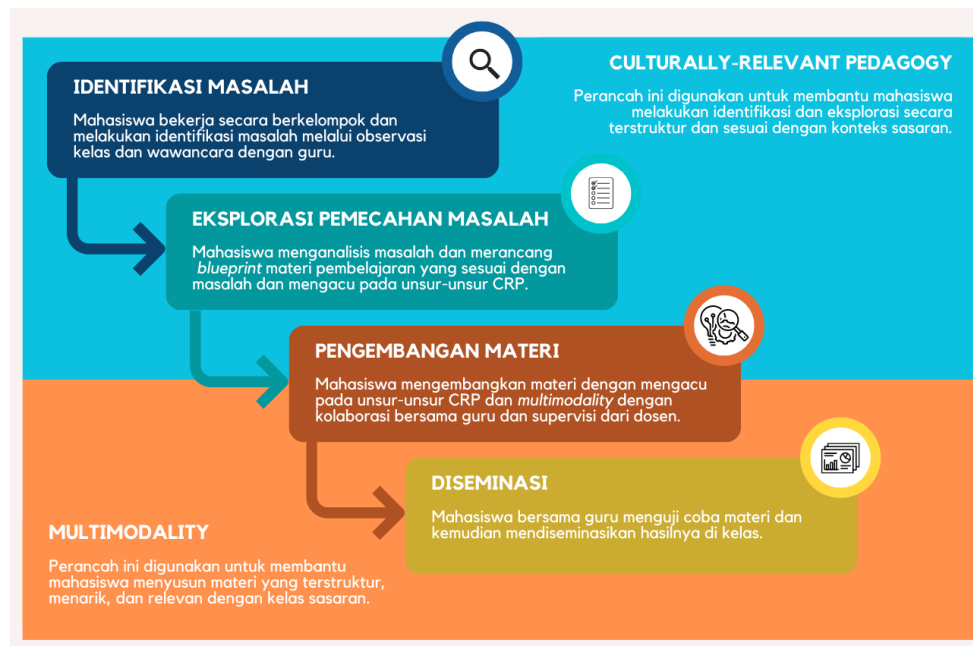 IDENTIFIKASI MASALAH
Mahasiswa bekerja secara berkelompok dan
melakukan identifikasi masalah melalui observasi
kelas dan wawancara dengan guru.
CULTURALLY-RELEVANT PEDAGOGY
Perancah ini digunakan untuk membantu mahasiswa
melakukan identifikasi dan eksplorasi secara
terstruktur dan sesuai dengan konteks sasaran.
EKSPLORASI PEMECAHAN MASALAH
Mahasiswa menganalisis masalah dan merancang
blueprint materi pembelajaran yang sesuai dengan
masalah dan mengacu pada unsur-unsur CRP.
PENGEMBANGAN MATERI
Mahasiswa mengembangkan materi dengan mengacu
pada unsur-unsur CRP dan multimodality dengan
kolaborasi bersama guru dan supervisi dari dosen.
DISEMINASI
Mahasiswa bersama guru menguji coba materi dan
kemudian mendiseminasikan hasilnya di kelas.
MULTIMODALITY
Perancah ini digunakan untuk membantu
mahasiswa menyusun materi yang terstruktur,
menarik, dan relevan dengan kelas sasaran.